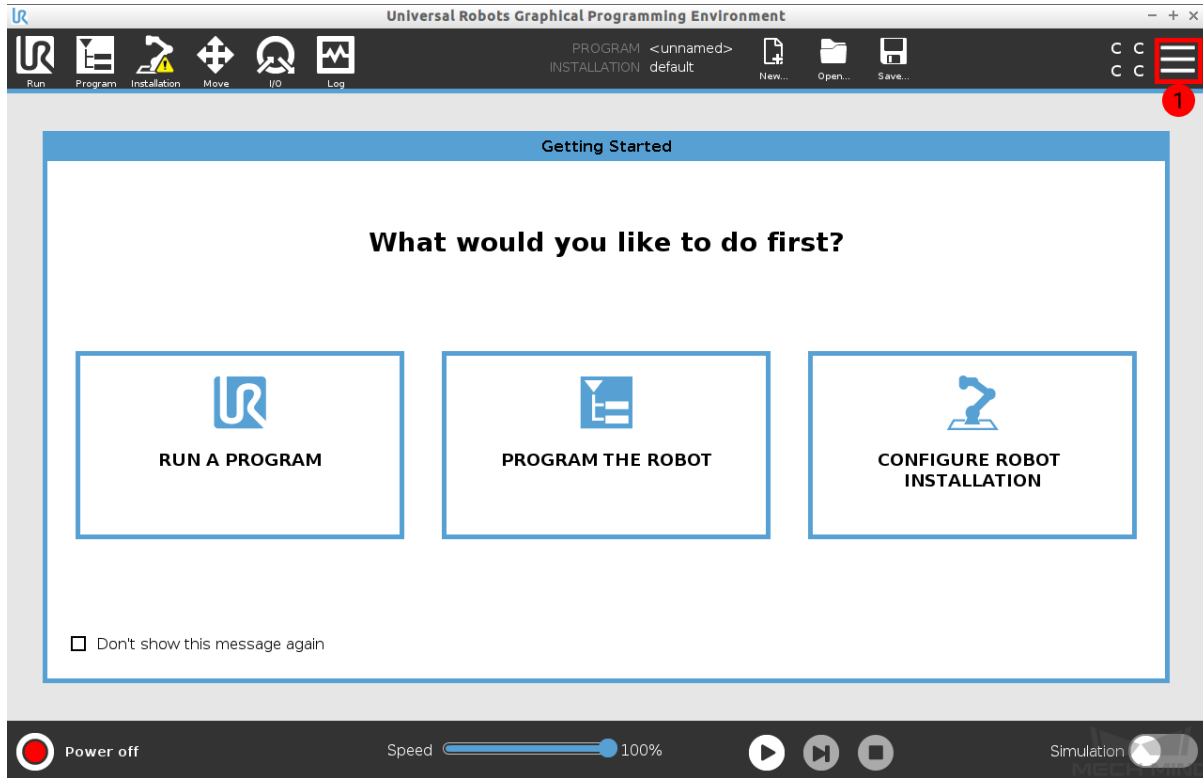 Universal Robots Graphical Programming Environment
PROGRAM <unnamed>
INSTALLATION default
Run
Program
Installation
Move
I/O
Log
New...
Open...
Save...
C C
C C
1
Getting Started
What would you like to do first?
RUN A PROGRAM
PROGRAM THE ROBOT
CONFIGURE ROBOT
INSTALLATION
Don't show this message again
Power off
Speed
100%
Simulation
MECH MIND